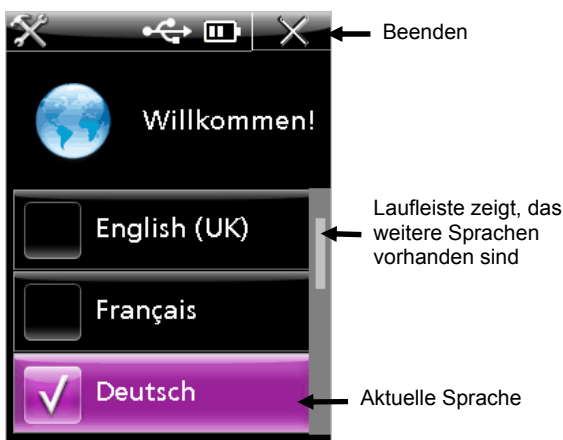 Beenden
Willkommen!
Laufleiste zeigt, das
weitere Sprachen
vorhanden sind
English (UK)
Français
Deutsch
Aktuelle Sprache